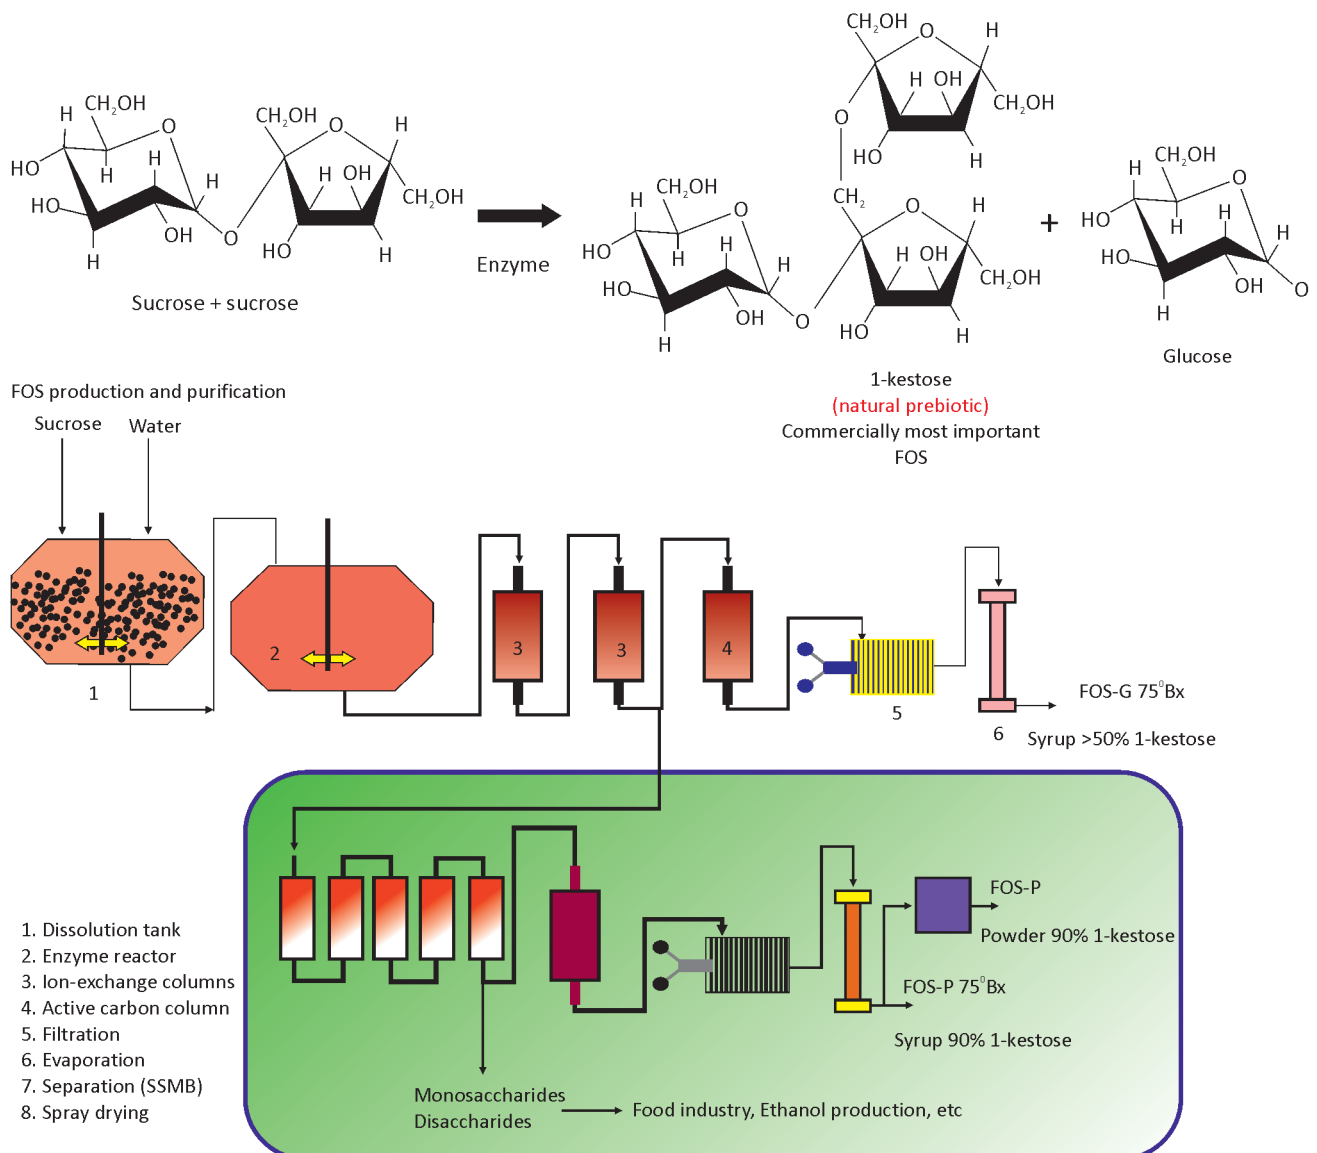 CH2OH
O
H
CH2OH
H
OH
CH2OH
O
HO
H
CH2OH
O
H
CH2OH
H
H
H
OH
CH2OH
HO
HO
H
OH
O
HO
H
H
Sucrose + sucrose
Enzyme
CH2
CH2OH
H
O
O
H
H
HO
H
H
H
OH
CH2OH
HO
OH
O
HO
H
H
1-kestose
(natural prebiotic)
Commercially most important
FOS
+
CH2OH
H
O
HO
H
H
H
HO
OH
O
H
Glucose
FOS production and purification
Sucrose
Water
1
2
3
3
4
5
6
FOS-G 75⁰Bx
Syrup >50% 1-kestose
1. Dissolution tank
2. Enzyme reactor
3. Ion-exchange columns
4. Active carbon column
5. Filtration
6. Evaporation
7. Separation (SSMB)
8. Spray drying
FOS-P
Powder 90% 1-kestose
FOS-P 75⁰Bx
Syrup 90% 1-kestose
Monosaccharides
Disaccharides
Food industry, Ethanol production, etc